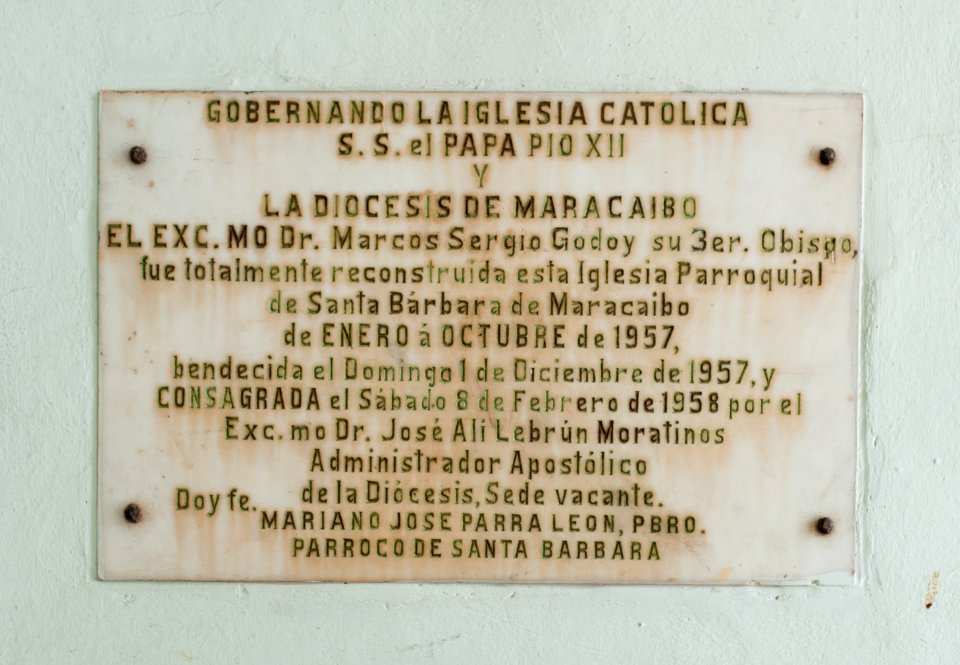 GOBERNANDO LA IGLESIA CATOLICA
S. S. el PAPA PIO XII
Y
LA DIOCESIS DE MARACAIBO
EL EXC. MO Dr. Marcos Sergio Godoy su 3er. Obispo,
fue totalmente reconstruída esta Iglesia Parroquial
de Santa Bárbara de Maracaibo
de ENERO á OCTUBRE de 1957,
bendecida el Domingo 1 de Diciembre de 1957, y
CONSAGRADA el Sábado 8 de Febrero de 1958 por el
Exc. mo Dr. José Alí Lebrún Moratinos
Administrador Apostólico
de la Diócesis, Sede vacante.
Doy fe.
MARIANO JOSE PARRA LEON, PBRO.
PARROCO DE SANTA BARBARA